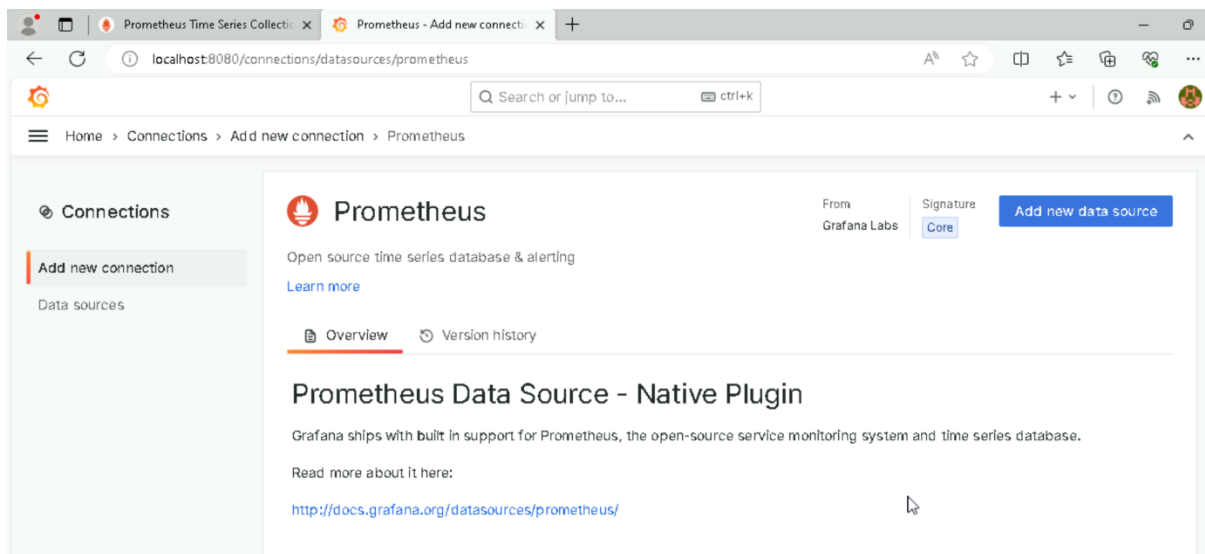 Prometheus Time Series Collectic
Prometheus - Add new connectio
localhost:8080/connections/datasources/prometheus
Search or jump to... ctrl+k
Home > Connections > Add new connection > Prometheus
Connections
Add new connection
Data sources
Prometheus
From
Grafana Labs
Signature
Core
Add new data source
Open source time series database & alerting
Learn more
Overview
Version history
Prometheus Data Source - Native Plugin
Grafana ships with built in support for Prometheus, the open-source service monitoring system and time series database.
Read more about it here:
http://docs.grafana.org/datasources/prometheus/